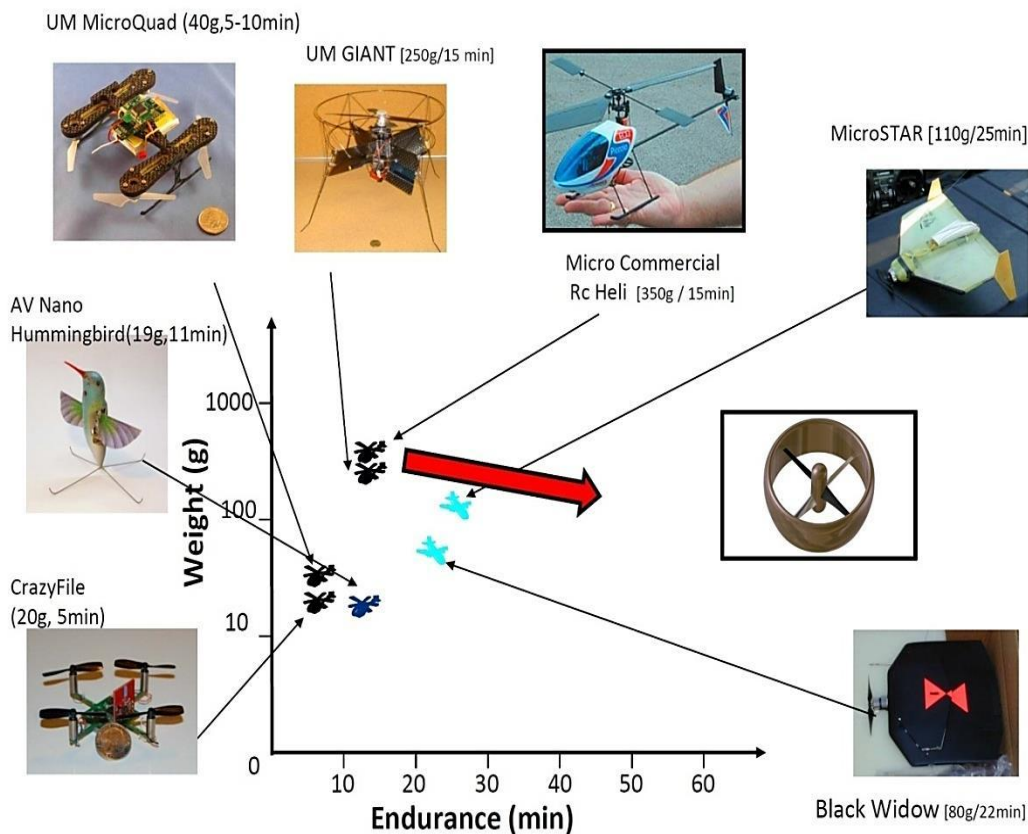 UM MicroQuad (40g,5-10min)
UM GIANT [250g/15 min]
MicroSTAR [110g/25min]
Micro Commercial
Rc Heli [350g / 15min]
AV Nano
Hummingbird(19g,11min)
CrazyFile
(20g, 5min)
Weight (g)
1000
100
10
0
10
20
30
40
50
60
Endurance (min)
Black Widow [80g/22min]